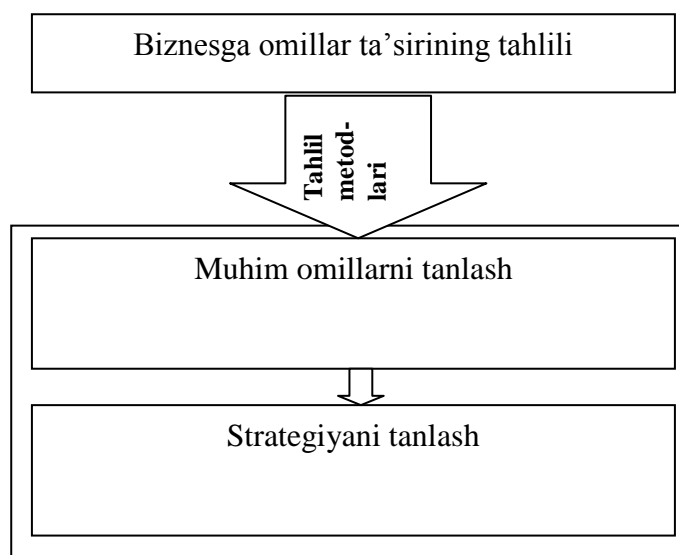 Biznesga omillar ta’sirining tahlili
Tahlil
metod-
lari
Muhim omillarni tanlash
Strategiyani tanlash